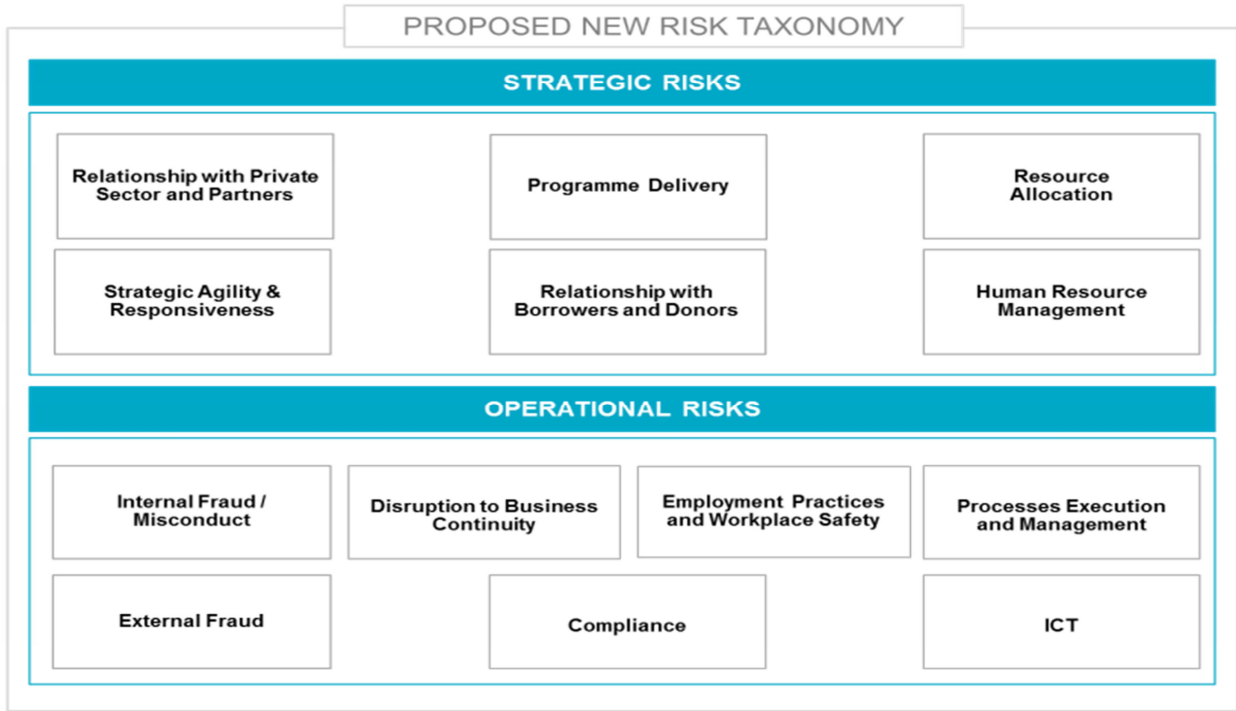 PROPOSED NEW RISK TAXONOMY
STRATEGIC RISKS
Relationship with Private
Sector and Partners
Programme Delivery
Resource
Allocation
Strategic Agility &
Responsiveness
Relationship with
Borrowers and Donors
Human Resource
Management
OPERATIONAL RISKS
Internal Fraud /
Misconduct
Disruption to Business
Continuity
Employment Practices
and Workplace Safety
Processes Execution
and Management
External Fraud
Compliance
ICT